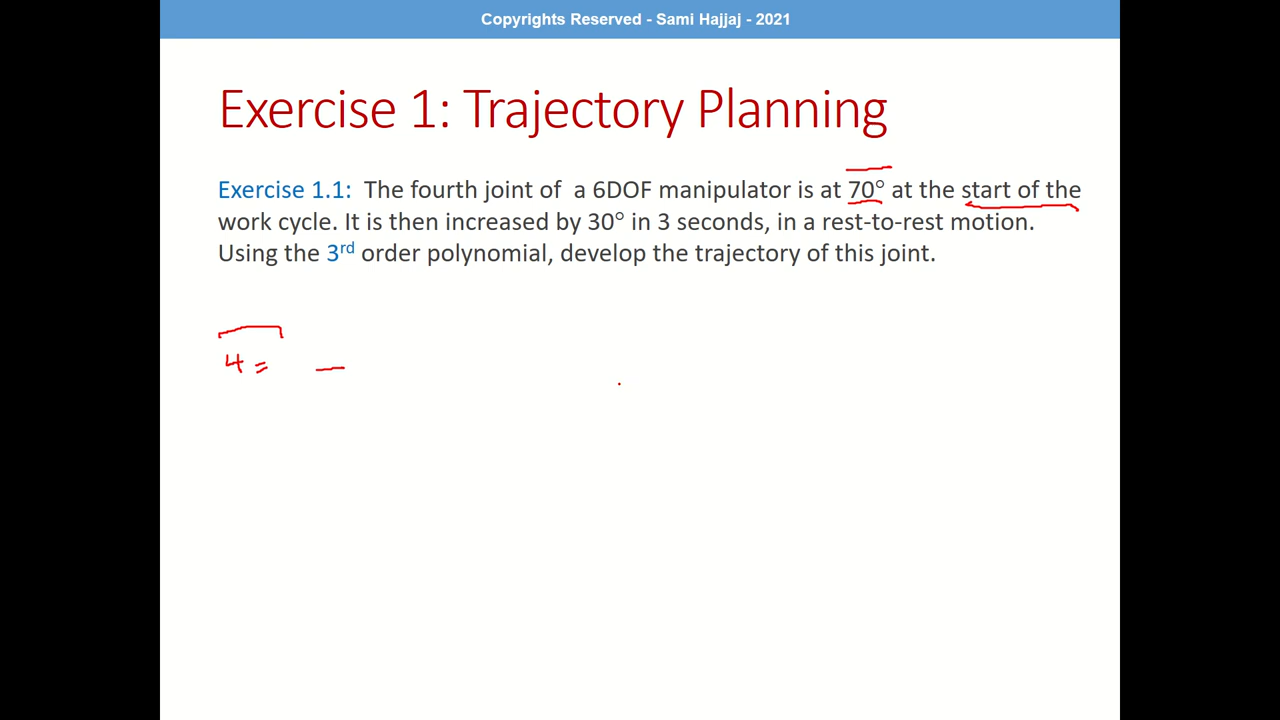 Copyrights Reserved - Sami Hajjaj - 2021
Exercise 1: Trajectory Planning
Exercise 1.1: The fourth joint of a 6DOF manipulator is at 70° at the start of the
work cycle. It is then increased by 30° in 3 seconds, in a rest-to-rest motion.
Using the 3rd order polynomial, develop the trajectory of this joint.
4 =